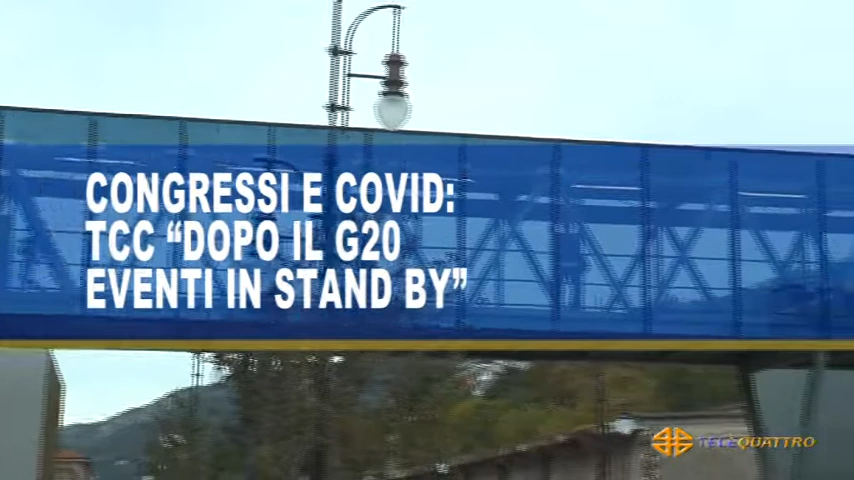 CONGRESSI E COVID:
TCC “DOPO IL G20
EVENTI IN STAND BY”
TELEQUATTRO